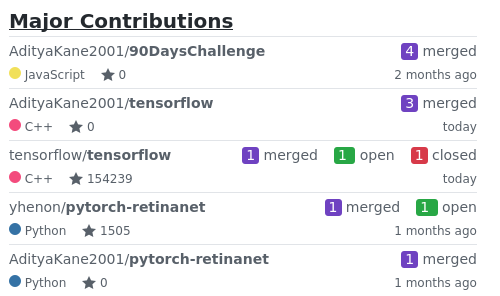 Major Contributions
AdityaKane2001/90DaysChallenge 4 merged
JavaScript 0 2 months ago
AdityaKane2001/tensorflow 3 merged
C++ 0 today
tensorflow/tensorflow 1 merged 1 open 1 closed
C++ 154239 today
yhenon/pytorch-retinanet 1 merged 1 open
Python 1505 1 months ago
AdityaKane2001/pytorch-retinanet 1 merged
Python 0 1 months ago